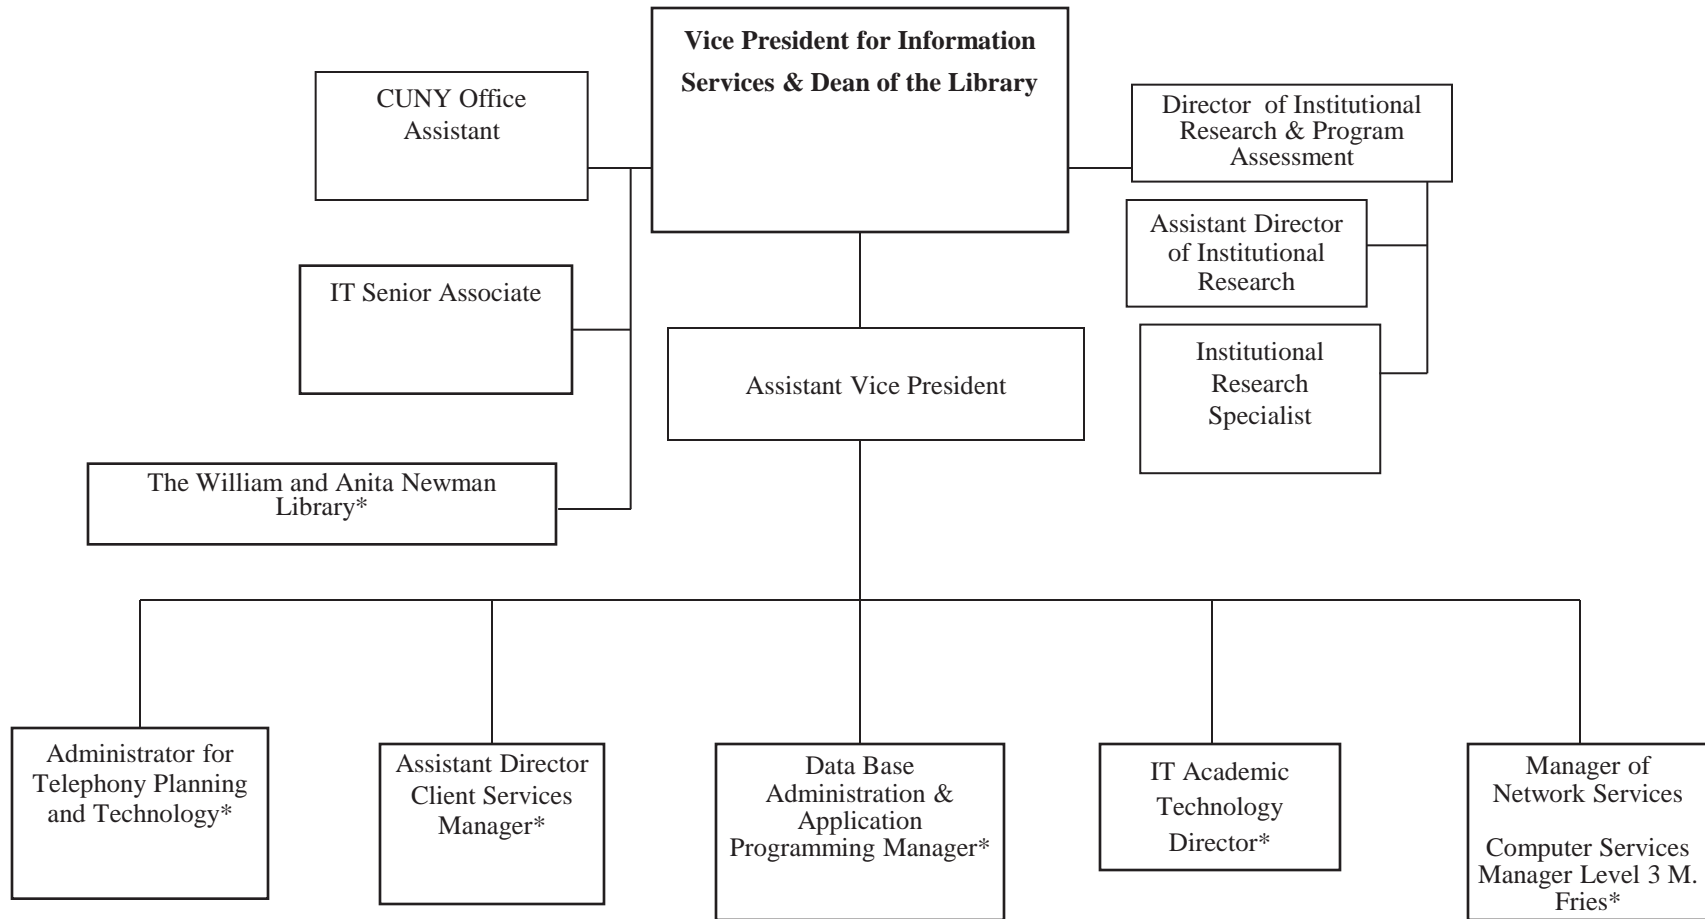 Vice President for Information
Services & Dean of the Library
CUNY Office
Assistant
Director of Institutional
Research & Program
Assessment
Assistant Director
of Institutional
Research
IT Senior Associate
Institutional
Research
Specialist
Assistant Vice President
The William and Anita Newman
Library*
Administrator for
Telephony Planning
and Technology*
Assistant Director
Client Services
Manager*
Data Base
Administration &
Application
Programming Manager*
IT Academic
Technology
Director*
Manager of
Network Services
Computer Services
Manager Level 3 M.
Fries*